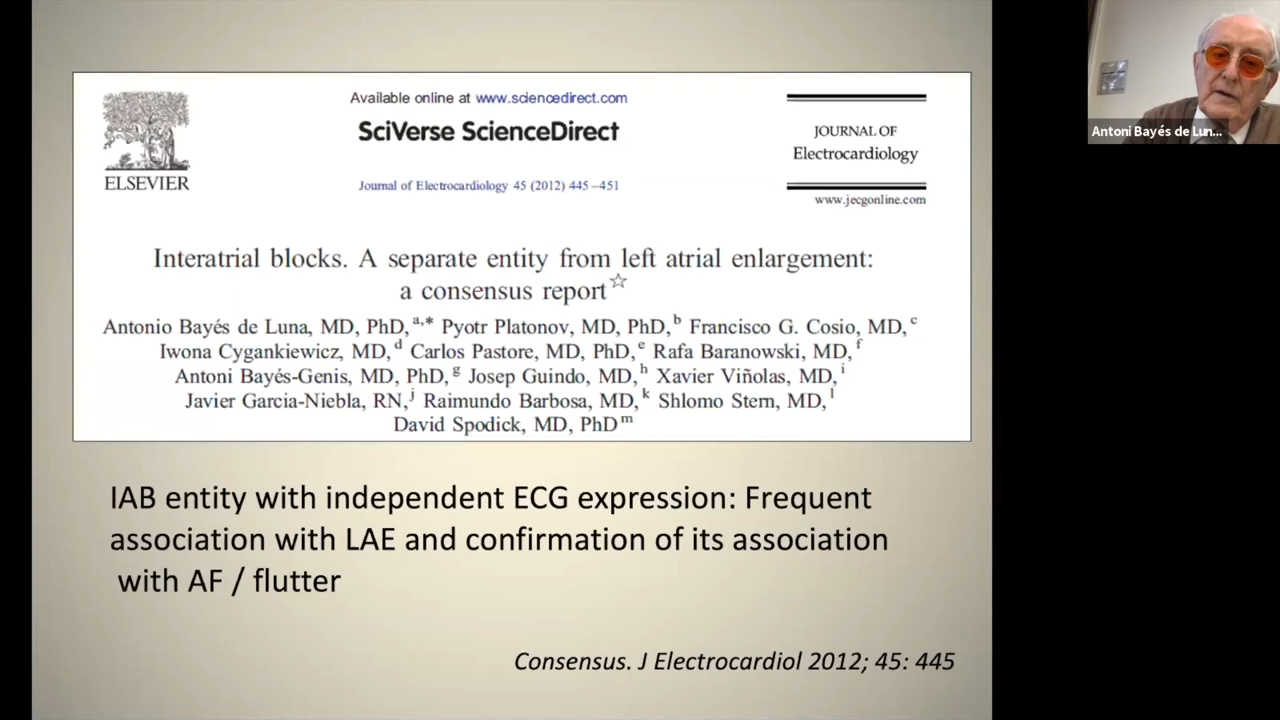 Available online at www.sciencedirect.com
SciVerse ScienceDirect
ELSEVIER
Journal of Electrocardiology 45 (2012) 445–451
JOURNAL OF
Electrocardiology
www.jecgonline.com
Interatrial blocks. A separate entity from left atrial enlargement:
a consensus report☆
Antonio Bayés de Luna, MD, PhD,a,* Pyotr Platonov, MD, PhD,b Francisco G. Cosio, MD,c
Iwona Cygankiewicz, MD,d Carlos Pastore, MD, PhD,e Rafa Baranowski, MD,f
Antoni Bayés-Genis, MD, PhD,g Josep Guindo, MD,h Xavier Viñolas, MD,i
Javier Garcia-Niebla, RN,j Raimundo Barbosa, MD,k Shlomo Stern, MD,l
David Spodick, MD, PhDm
IAB entity with independent ECG expression: Frequent
association with LAE and confirmation of its association
with AF / flutter
Consensus. J Electrocardiol 2012; 45: 445
Antoni Bayés de Lun...